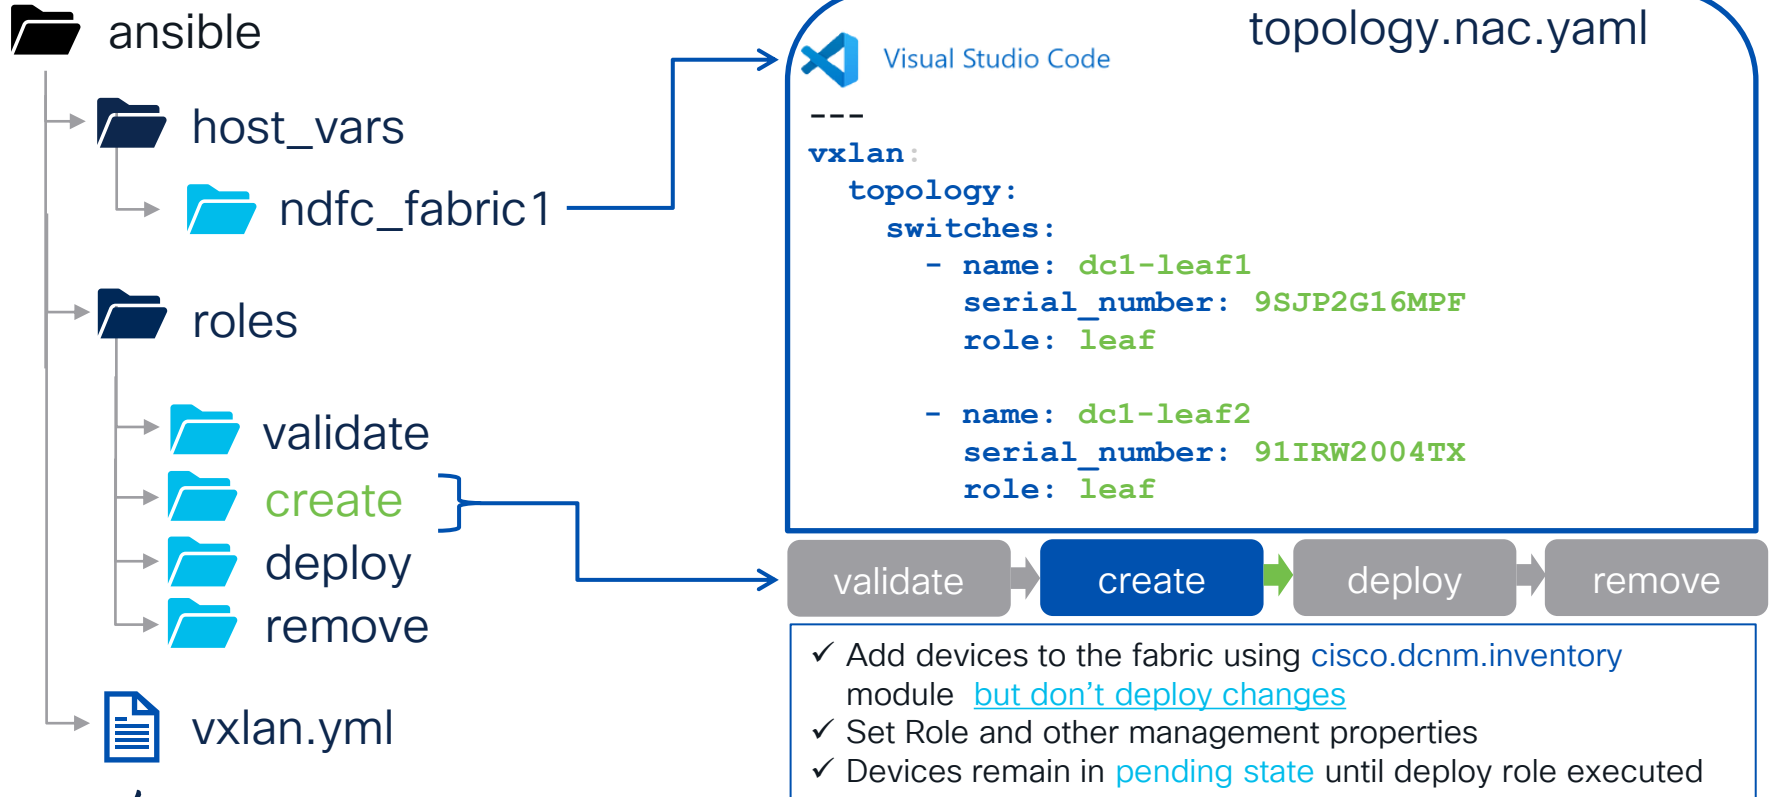 ansible
host_vars
ndfc_fabric1
roles
validate
create
deploy
remove
vxlan.yml
topology.nac.yaml
Visual Studio Code
---
vxlan:
topology:
switches:
- name: dc1-leaf1
serial_number: 9SJP2G16MPF
role: leaf
- name: dc1-leaf2
serial_number: 91IRW2004TX
role: leaf
validate
create
deploy
remove
✓ Add devices to the fabric using cisco.dcnm.inventory
module but don't deploy changes
✓ Set Role and other management properties
✓ Devices remain in pending state until deploy role executed